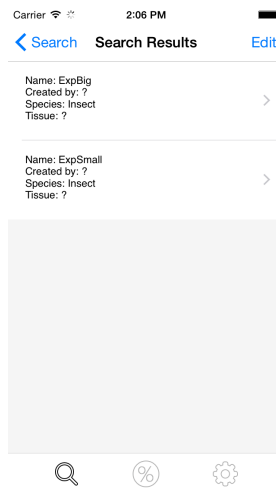 Carrier 2:06 PM
Search Search Results Edit
Name: ExpBig
Created by: ?
Species: Insect
Tissue: ?
Name: ExpSmall
Created by: ?
Species: Insect
Tissue: ?
%